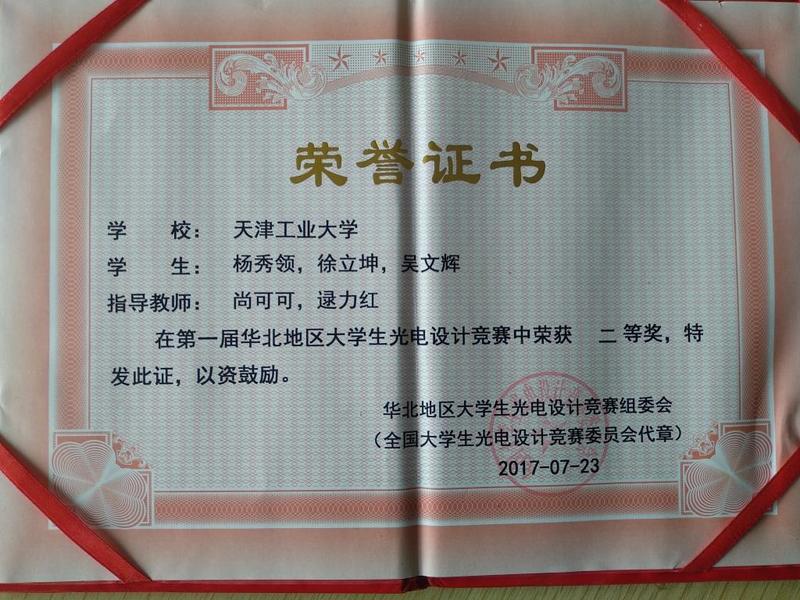 荣誉证书
学 校： 天津工业大学
学 生： 杨秀领，徐立坤，吴文辉
指导教师： 尚可可，逯力红
在第一届华北地区大学生光电设计竞赛中荣获 二 等奖，特
发此证，以资鼓励。
华北地区大学生光电设计竞赛组委会
（全国大学生光电设计竞赛委员会代章）
2017-07-23